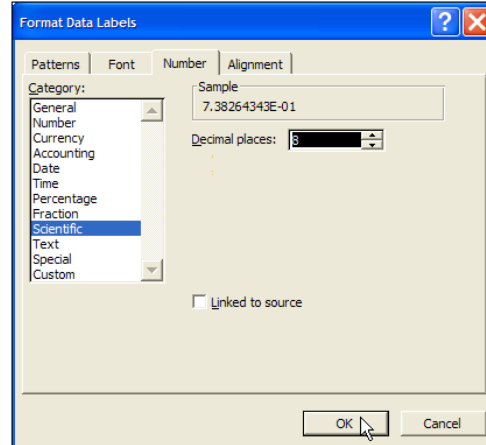 Format Data Labels
?
Patterns
Font
Number
Alignment
Category:
General
Number
Currency
Accounting
Date
Time
Percentage
Fraction
Scientific
Text
Special
Custom
Sample
7.38264343E-01
Decimal places: 8
Linked to source
OK
Cancel